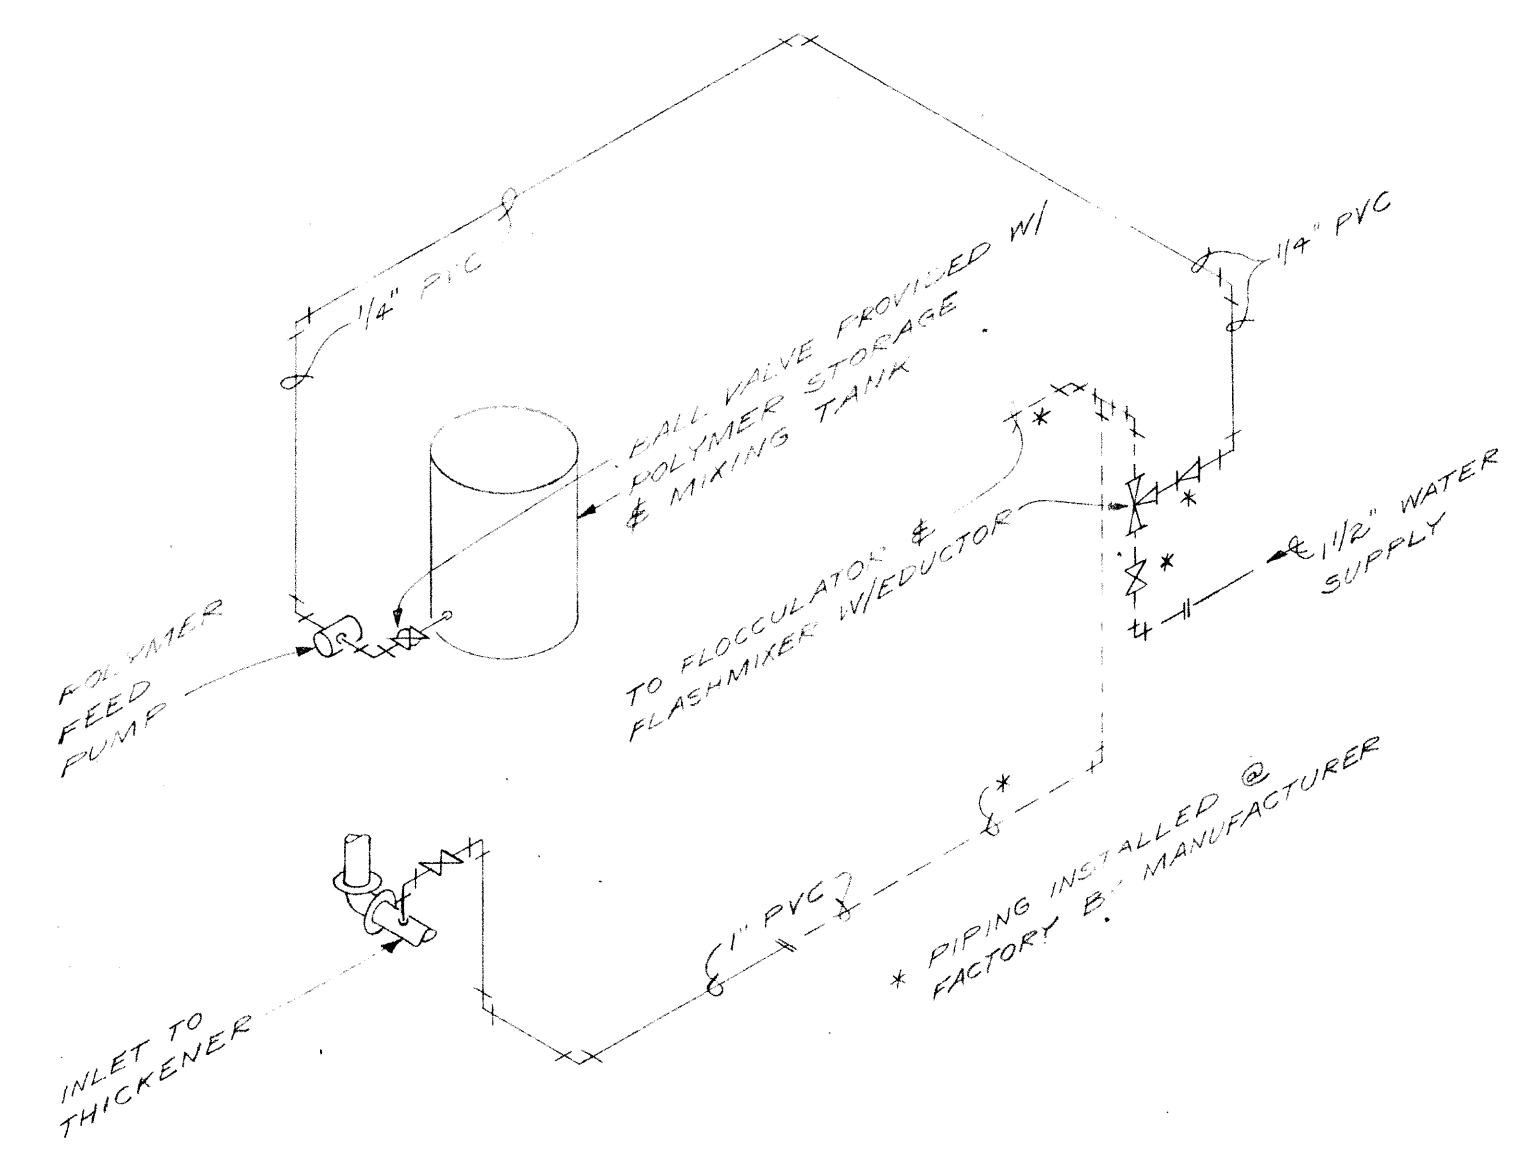 1/4" PVC
1/4" PVC
BALL VALVE PROVIDED W/
POLYMER STORAGE
& MIXING TANK
POLYMER
FEED
PUMP
*
*
*
1 1/2" WATER
SUPPLY
TO FLOCCULATOR &
FLASHMIXER W/EDUCTOR
*
1" PVC
* PIPING INSTALLED @
FACTORY BY MANUFACTURER
INLET TO
THICKENER